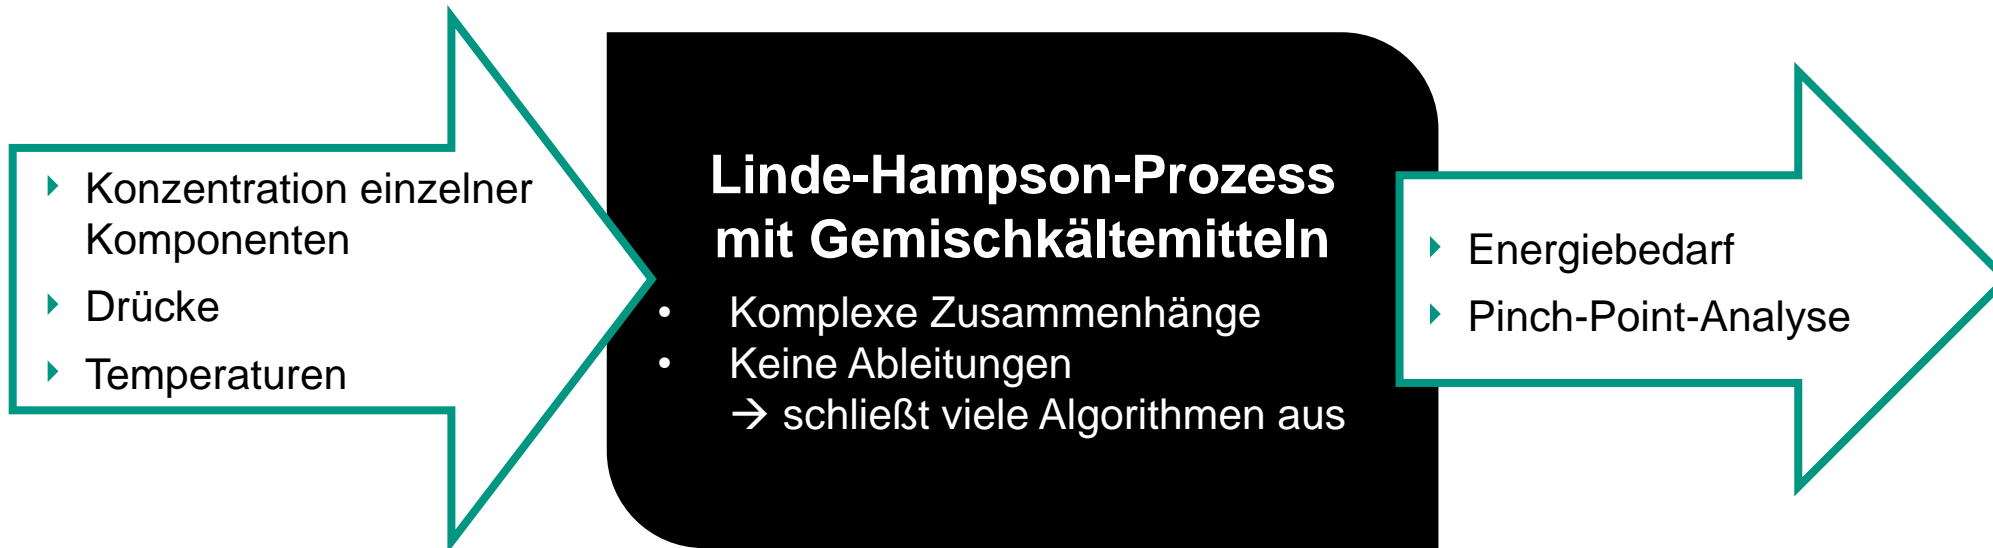 Konzentration einzelner
Komponenten
Drücke
Temperaturen
Linde-Hampson-Prozess
mit Gemischkältemitteln
• Komplexe Zusammenhänge
• Keine Ableitungen
→ schließt viele Algorithmen aus
Energiebedarf
Pinch-Point-Analyse